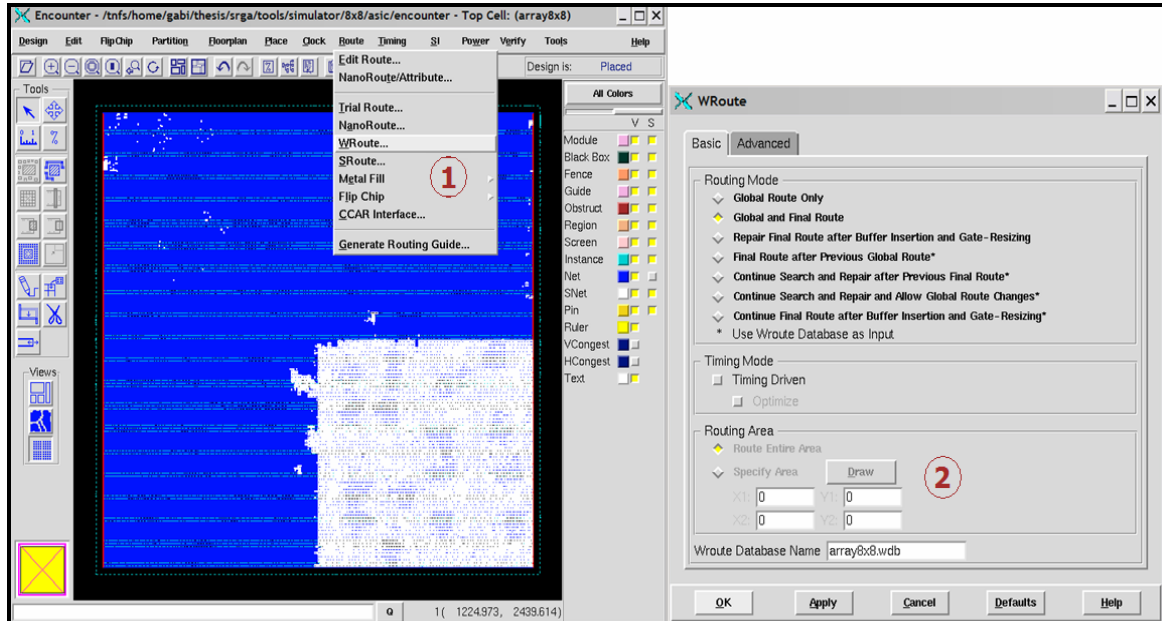 Encounter - /tnfs/home/gabi/thesis/srga/tools/simulator/8x8/asic/encounter - Top Cell: (array8x8)
Design Edit FlipChip Partition Floorplan Place Clock Route Timing SI Power Verify Tools Help
Design is: Placed
Tools
Edit Route...
NanoRoute/Attribute...
Trial Route...
NanoRoute...
WRoute...
SRoute...
Metal Fill
Flip Chip
CCAR Interface...
Generate Routing Guide...
1
All Colors
V S
Module
Black Box
Fence
Guide
Obstruct
Region
Screen
Instance
Net
SNet
Pin
Ruler
VCongest
HCongest
Text
Views
Q 1( 1224.973, 2439.614)
WRoute
Basic Advanced
Routing Mode
Global Route Only
Global and Final Route
Repair Final Route after Buffer Insertion and Gate-Resizing
Final Route after Previous Global Route*
Continue Search and Repair after Previous Final Route*
Continue Search and Repair and Allow Global Route Changes*
Continue Final Route after Buffer Insertion and Gate-Resizing*
* Use Wroute Database as Input
Timing Mode
Timing Driven
Optimize
Routing Area
Route Entire Area
Specify Area Draw
X1: 0 Y1: 0
X2: 0 Y2: 0
2
Wroute Database Name array8x8.wdb
OK Apply Cancel Defaults Help